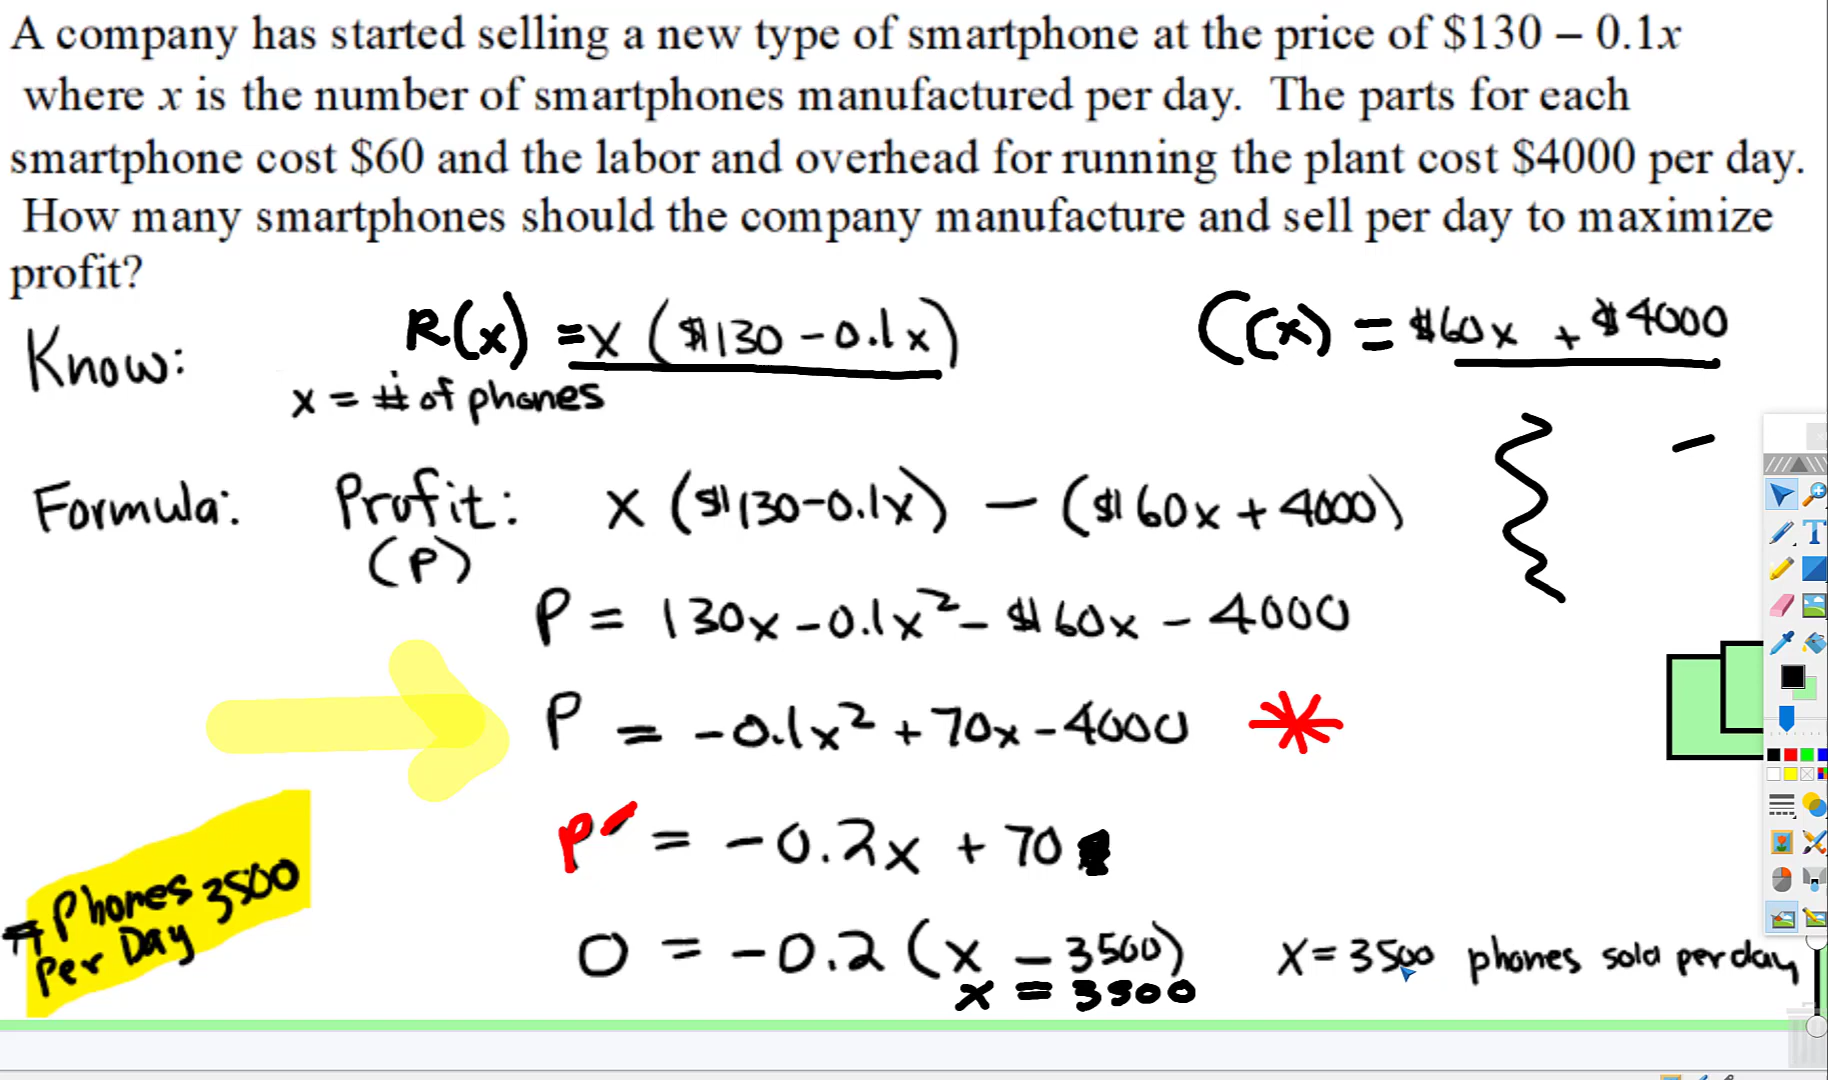 A company has started selling a new type of smartphone at the price of $130 – 0.1x
where x is the number of smartphones manufactured per day. The parts for each
smartphone cost $60 and the labor and overhead for running the plant cost $4000 per day.
How many smartphones should the company manufacture and sell per day to maximize
profit?
Know: R(x) = x ($130 - 0.1x) C(x) = $60x + $4000
x = # of phones
Formula: Profit: x ($130 - 0.1x) - ($60x + 4000)
(P)
P = 130x - 0.1x² - $60x - 4000
P = -0.1x² + 70x - 4000 *
P' = -0.2x + 70
# Phones 3500
Per Day
0 = -0.2 (x - 3500) x = 3500 phones sold per day
x = 3500